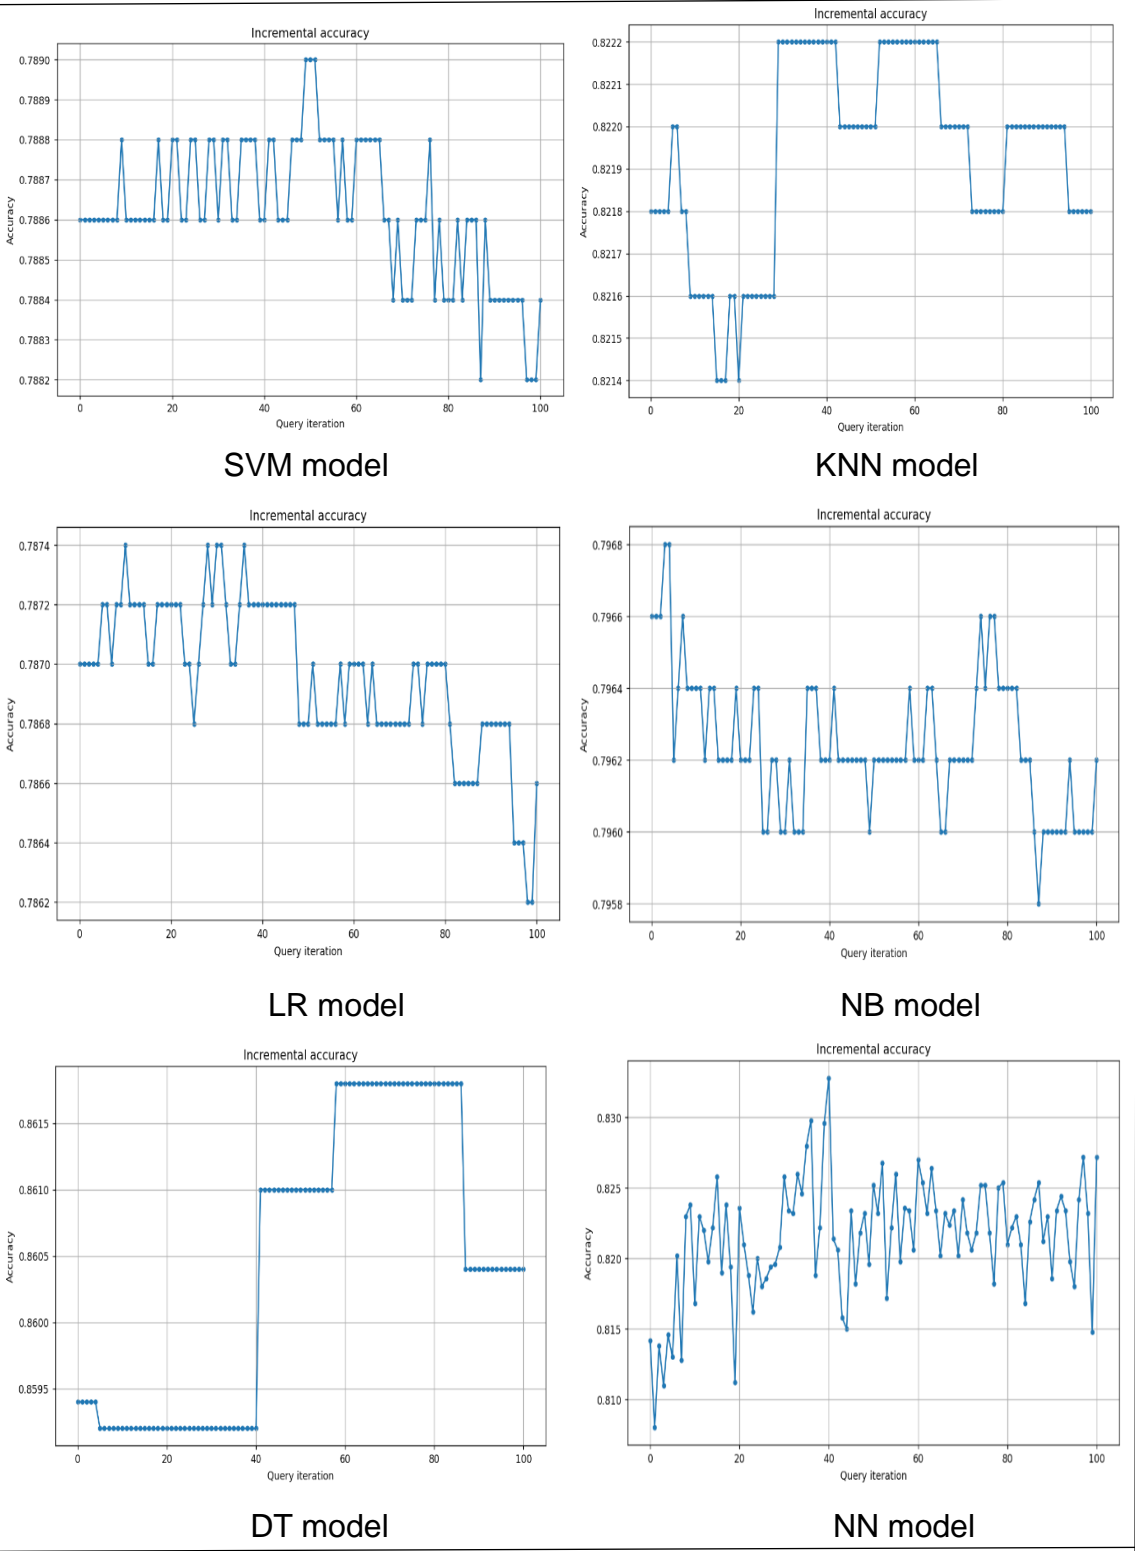 Incremental accuracy
0.7890
0.7889
0.7888
0.7887
0.7886
0.7885
0.7884
0.7883
0.7882
Accuracy
0 20 40 60 80 100
Query iteration
SVM model
Incremental accuracy
0.8222
0.8221
0.8220
0.8219
0.8218
0.8217
0.8216
0.8215
0.8214
Accuracy
0 20 40 60 80 100
Query iteration
KNN model
Incremental accuracy
0.7874
0.7872
0.7870
0.7868
0.7866
0.7864
0.7862
Accuracy
0 20 40 60 80 100
Query iteration
LR model
Incremental accuracy
0.7968
0.7966
0.7964
0.7962
0.7960
0.7958
Accuracy
0 20 40 60 80 100
Query iteration
NB model
Incremental accuracy
0.8615
0.8610
0.8605
0.8600
0.8595
Accuracy
0 20 40 60 80 100
Query iteration
DT model
Incremental accuracy
0.830
0.825
0.820
0.815
0.810
Accuracy
0 20 40 60 80 100
Query iteration
NN model